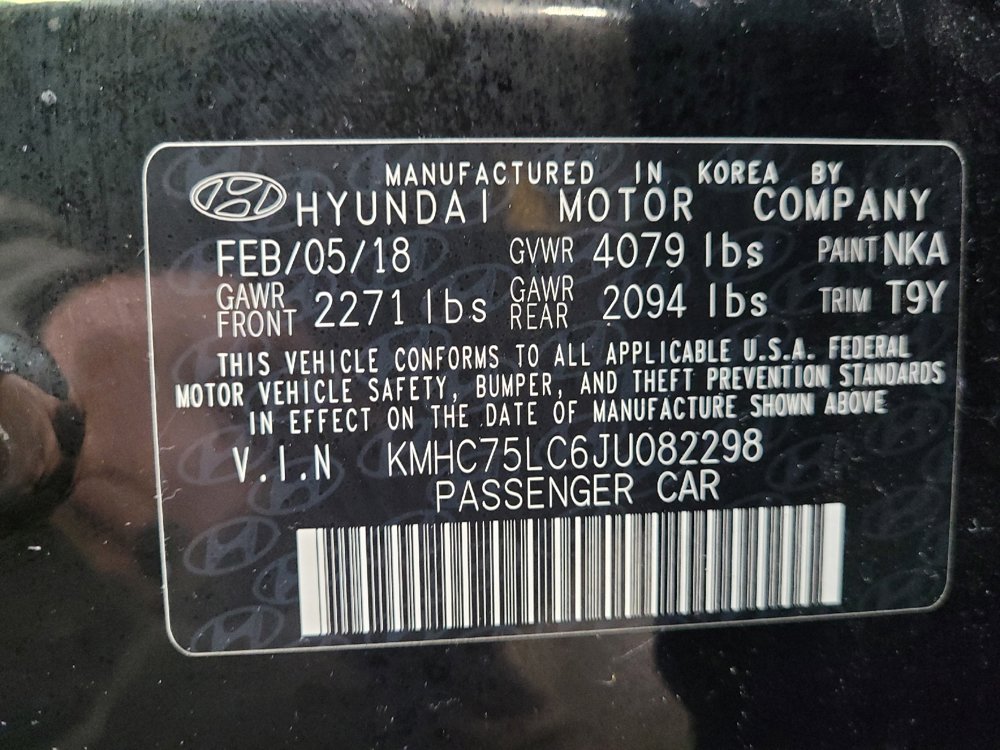 MANUFACTURED IN KOREA BY
HYUNDAI MOTOR COMPANY
FEB/05/18 GVWR 4079 lbs PAINT NKA
GAWR FRONT 2271 lbs GAWR REAR 2094 lbs TRIM T9Y
THIS VEHICLE CONFORMS TO ALL APPLICABLE U.S.A. FEDERAL
MOTOR VEHICLE SAFETY, BUMPER, AND THEFT PREVENTION STANDARDS
IN EFFECT ON THE DATE OF MANUFACTURE SHOWN ABOVE
V.I.N KMHC75LC6JU082298
PASSENGER CAR